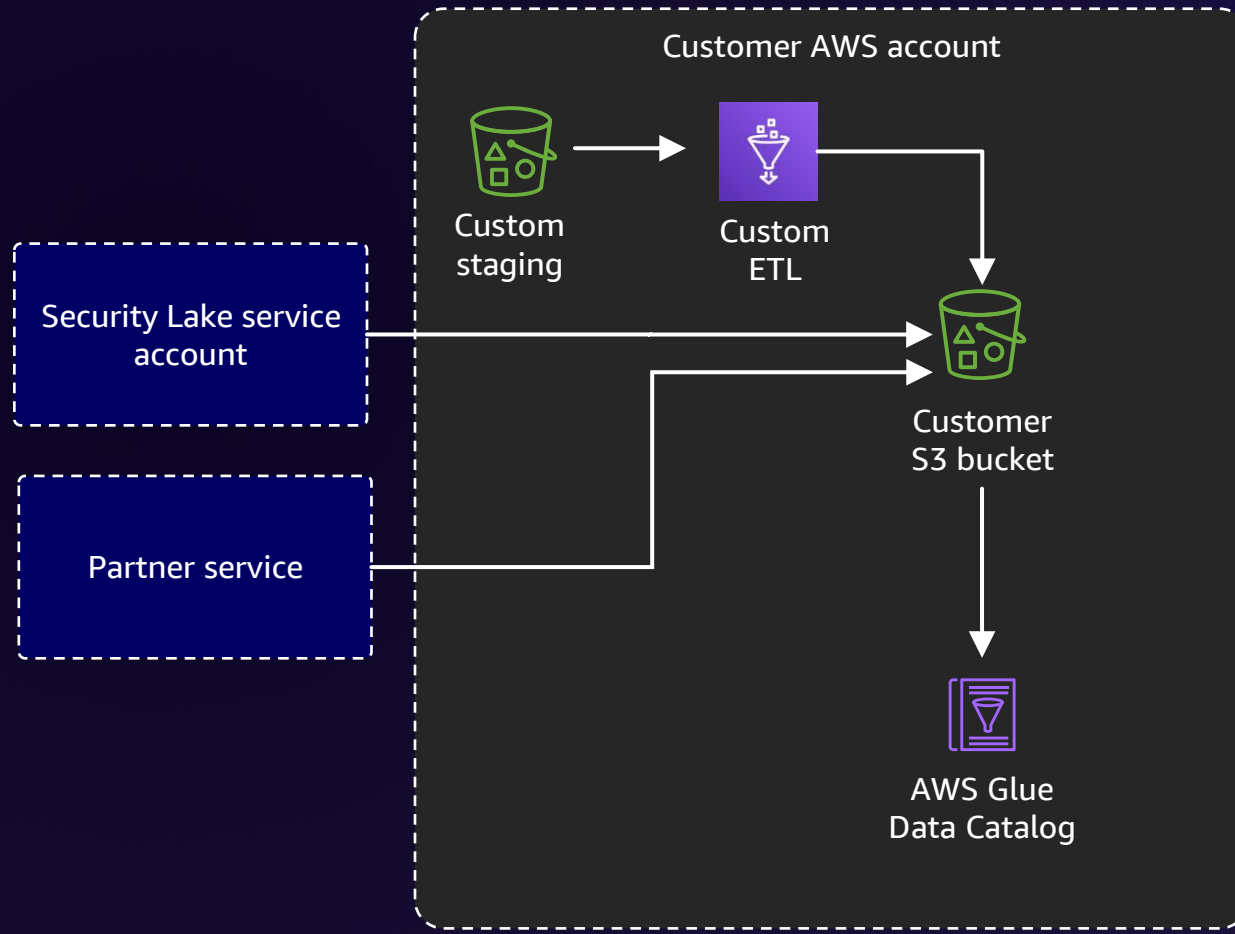 Customer AWS account
Custom
staging
Custom
ETL
Security Lake service
account
Customer
S3 bucket
Partner service
AWS Glue
Data Catalog